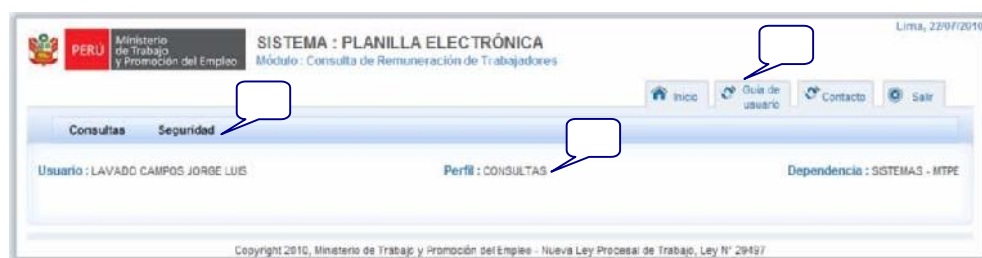 Lima, 22/07/2010
PERÚ
Ministerio
de Trabajo
y Promoción del Empleo
SISTEMA : PLANILLA ELECTRÓNICA
Módulo : Consulta de Remuneración de Trabajadores
Inicio
Guia de
usuario
Contacto
Salir
Consultas Seguridad
Usuario : LAVADO CAMPOS JORGE LUIS Perfil : CONSULTAS Dependencia : SISTEMAS - MTPE
Copyright 2010, Ministerio de Trabajo y Promoción del Empleo - Nueva Ley Procesal de Trabajo, Ley N° 29497